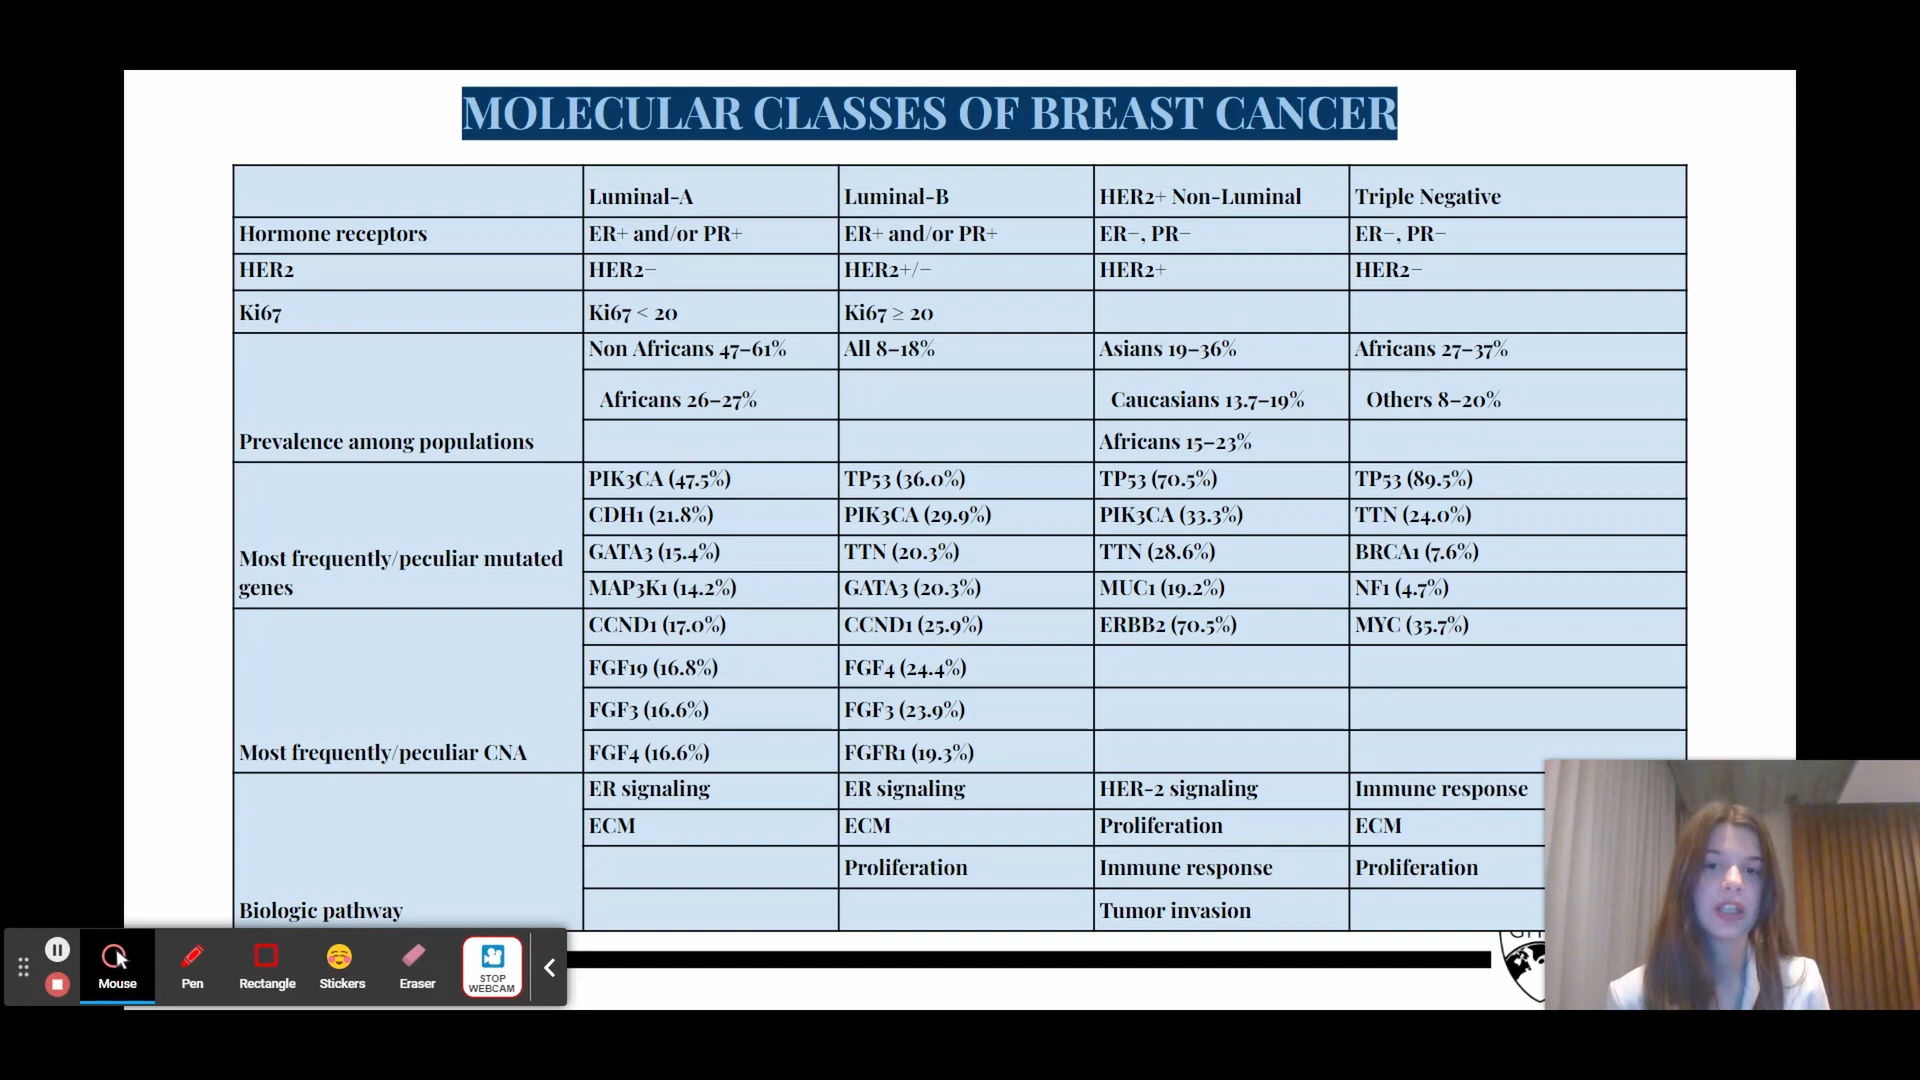 MOLECULAR CLASSES OF BREAST CANCER
Luminal-A Luminal-B HER2+ Non-Luminal Triple Negative
Hormone receptors ER+ and/or PR+ ER+ and/or PR+ ER−, PR− ER−, PR−
HER2 HER2− HER2+/− HER2+ HER2−
Ki67 Ki67 < 20 Ki67 ≥ 20
Non Africans 47–61% All 8–18% Asians 19–36% Africans 27–37%
Africans 26–27% Caucasians 13.7–19% Others 8–20%
Prevalence among populations Africans 15–23%
PIK3CA (47.5%) TP53 (36.0%) TP53 (70.5%) TP53 (89.5%)
CDH1 (21.8%) PIK3CA (29.9%) PIK3CA (33.3%) TTN (24.0%)
Most frequently/peculiar mutated GATA3 (15.4%) TTN (20.3%) TTN (28.6%) BRCA1 (7.6%)
genes MAP3K1 (14.2%) GATA3 (20.3%) MUC1 (19.2%) NF1 (4.7%)
CCND1 (17.0%) CCND1 (25.9%) ERBB2 (70.5%) MYC (35.7%)
FGF19 (16.8%) FGF4 (24.4%)
FGF3 (16.6%) FGF3 (23.9%)
Most frequently/peculiar CNA FGF4 (16.6%) FGFR1 (19.3%)
ER signaling ER signaling HER-2 signaling Immune response
ECM ECM Proliferation ECM
Proliferation Immune response Proliferation
Biologic pathway Tumor invasion
Mouse Pen Rectangle Stickers Eraser STOP
WEBCAM